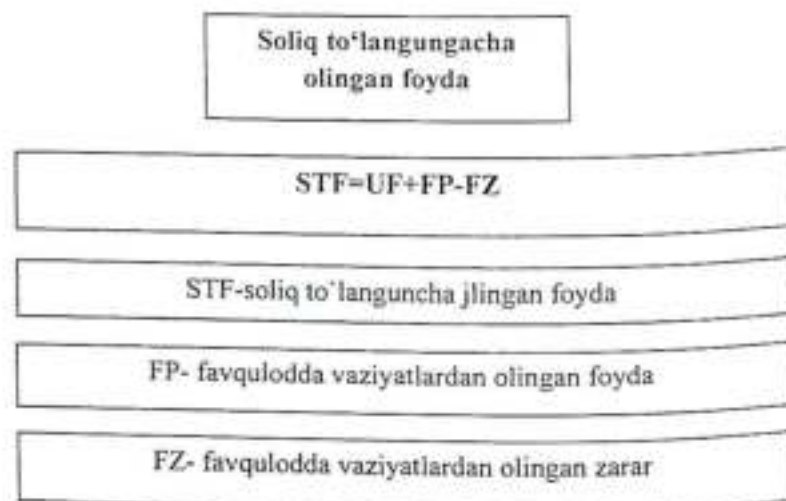 Soliq to‘langungacha
olingan foyda
STF=UF+FP-FZ
STF-soliq to`languncha jlingan foyda
FP- favqulodda vaziyatlardan olingan foyda
FZ- favqulodda vaziyatlardan olingan zarar